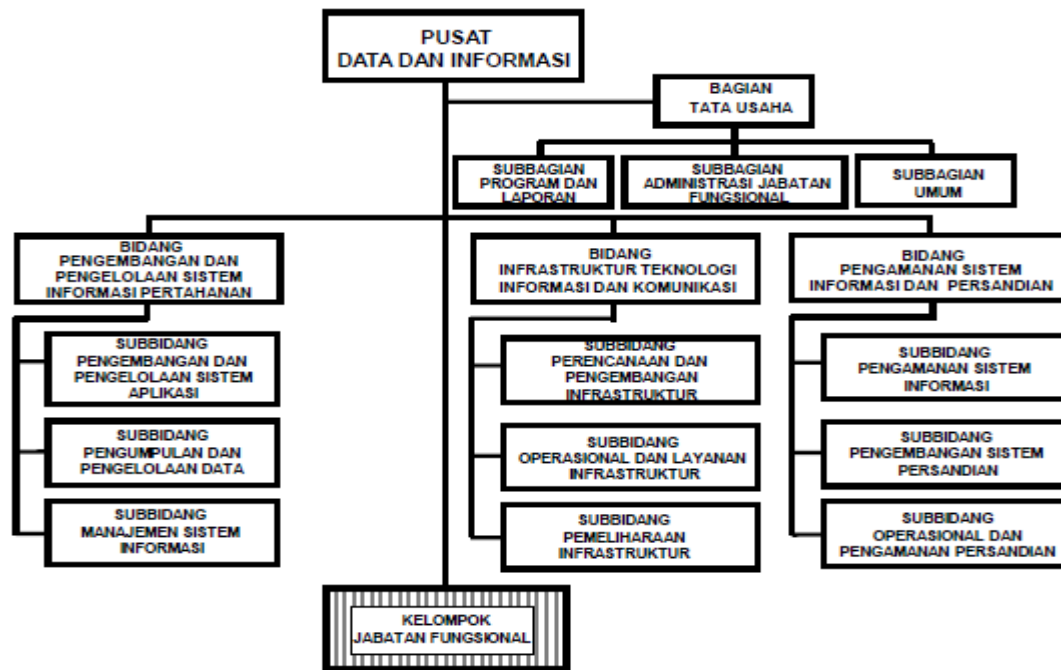 PUSAT
DATA DAN INFORMASI
BAGIAN
TATA USAHA
SUBBAGIAN
PROGRAM DAN
LAPORAN
SUBBAGIAN
ADMINISTRASI JABATAN
FUNGSIONAL
SUBBAGIAN
UMUM
BIDANG
PENGEMBANGAN DAN
PENGELOLAAN SISTEM
INFORMASI PERTAHANAN
BIDANG
INFRASTRUKTUR TEKNOLOGI
INFORMASI DAN KOMUNIKASI
BIDANG
PENGAMANAN SISTEM
INFORMASI DAN PERSANDIAN
SUBBIDANG
PENGEMBANGAN DAN
PENGELOLAAN SISTEM
APLIKASI
SUBBIDANG
PENGUMPULAN DAN
PENGELOLAAN DATA
SUBBIDANG
MANAJEMEN SISTEM
INFORMASI
SUBBIDANG
PERENCANAAN DAN
PENGEMBANGAN
INFRASTRUKTUR
SUBBIDANG
OPERASIONAL DAN LAYANAN
INFRASTRUKTUR
SUBBIDANG
PEMELIHARAAN
INFRASTRUKTUR
SUBBIDANG
PENGAMANAN SISTEM
INFORMASI
SUBBIDANG
PENGEMBANGAN SISTEM
PERSANDIAN
SUBBIDANG
OPERASIONAL DAN
PENGAMANAN PERSANDIAN
KELOMPOK
JABATAN FUNGSIONAL